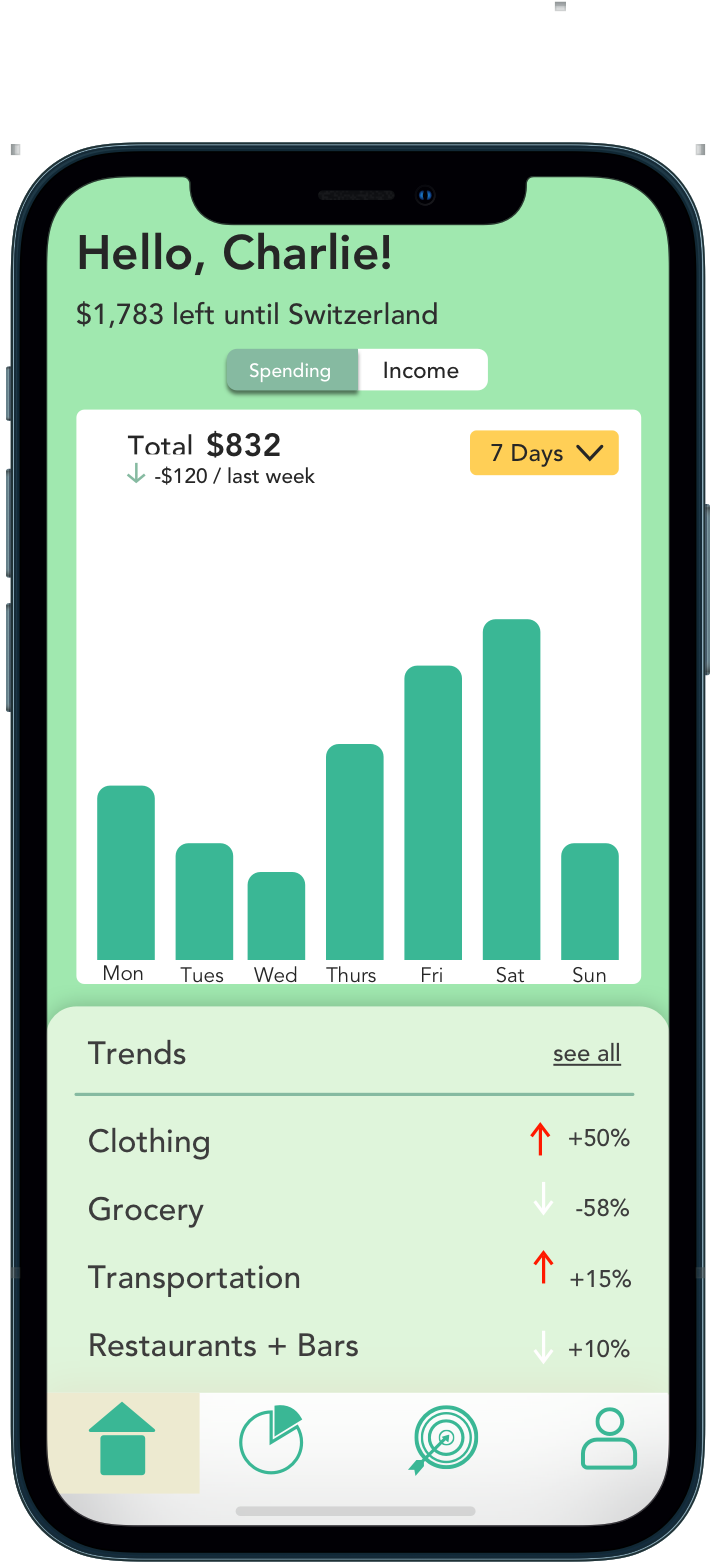 Hello, Charlie!
$1,783 left until Switzerland
Spending Income
Total $832
7 Days
-$120 / last week
Mon Tues Wed Thurs Fri Sat Sun
Trends see all
Clothing +50%
Grocery -58%
Transportation +15%
Restaurants + Bars +10%